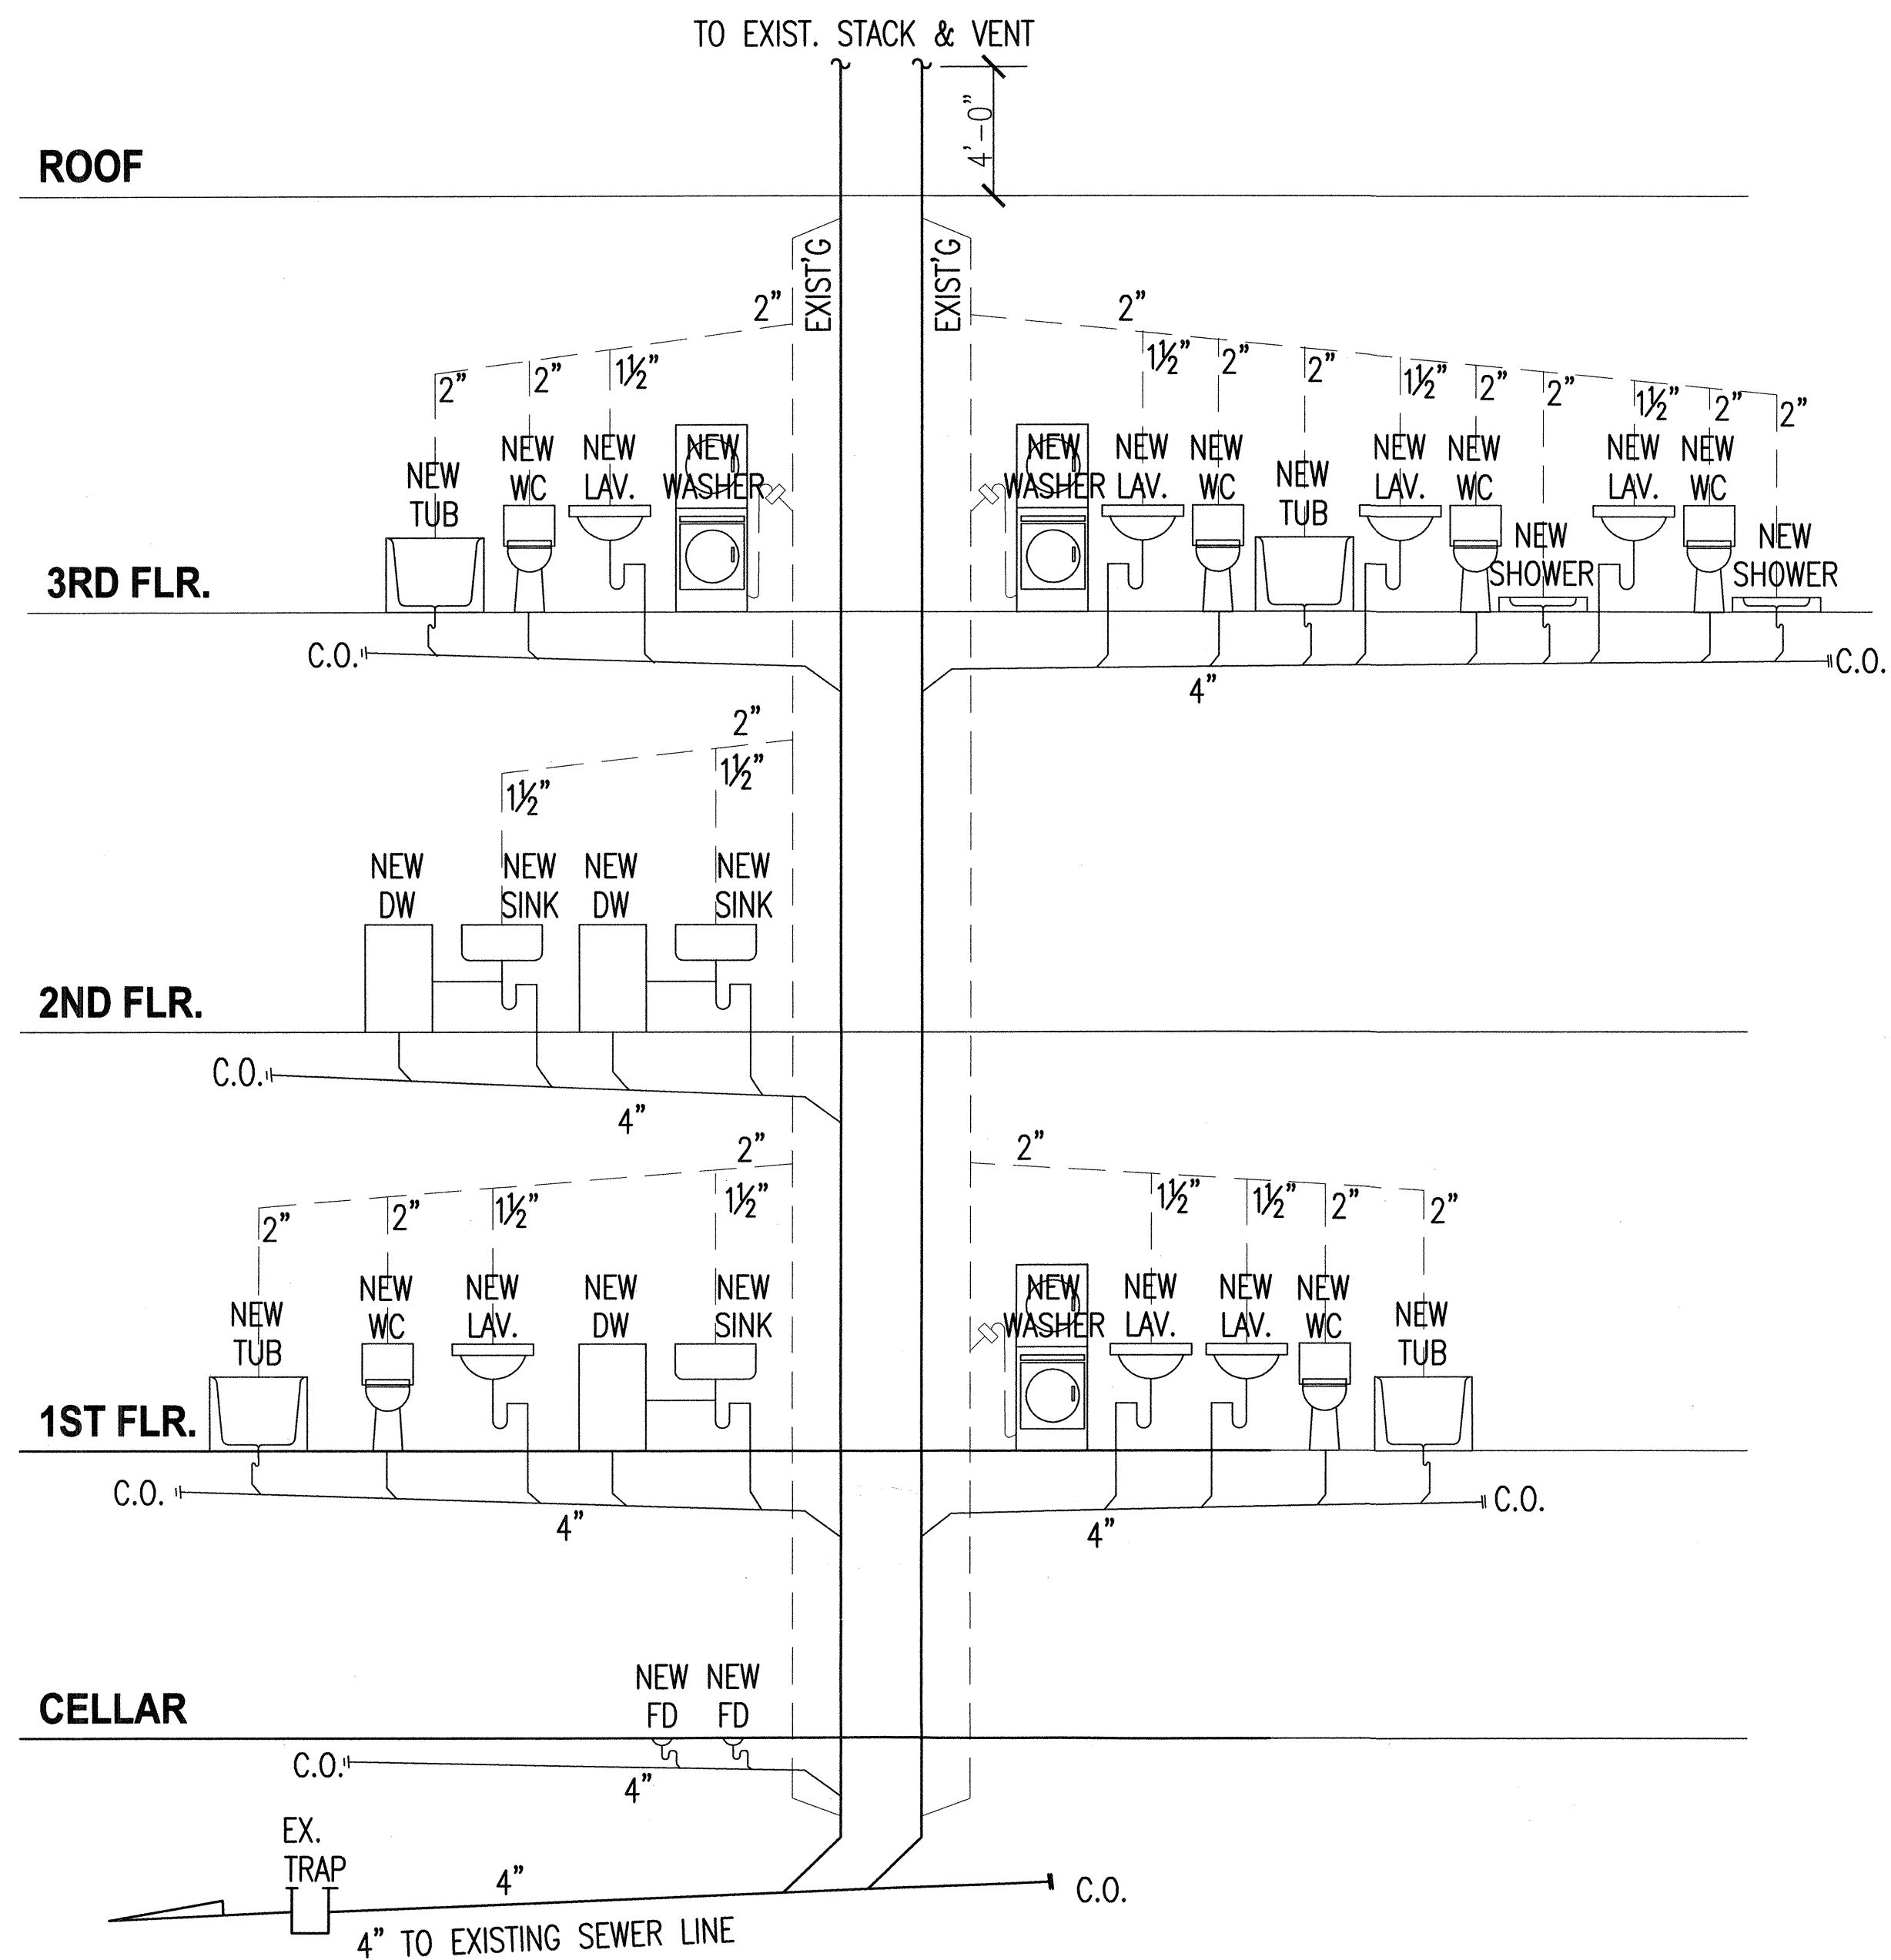 TO EXIST. STACK & VENT
4'-0"
ROOF
EXIST'G
EXIST'G
2"
2"
2"
2"
1½"
1½"
2"
2"
1½"
2"
2"
1½"
2"
2"
NEW TUB
NEW WC
NEW LAV.
NEW WASHER
NEW WASHER
NEW LAV.
NEW WC
NEW TUB
NEW LAV.
NEW WC
NEW SHOWER
NEW LAV.
NEW WC
NEW SHOWER
3RD FLR.
C.O.
C.O.
4"
2"
1½"
1½"
NEW DW
NEW SINK
NEW DW
NEW SINK
2ND FLR.
C.O.
4"
2"
2"
2"
2"
1½"
1½"
1½"
1½"
2"
2"
NEW TUB
NEW WC
NEW LAV.
NEW DW
NEW SINK
NEW WASHER
NEW LAV.
NEW LAV.
NEW WC
NEW TUB
1ST FLR.
C.O.
C.O.
4"
4"
NEW FD
NEW FD
CELLAR
C.O.
4"
EX. TRAP
4"
C.O.
4" TO EXISTING SEWER LINE